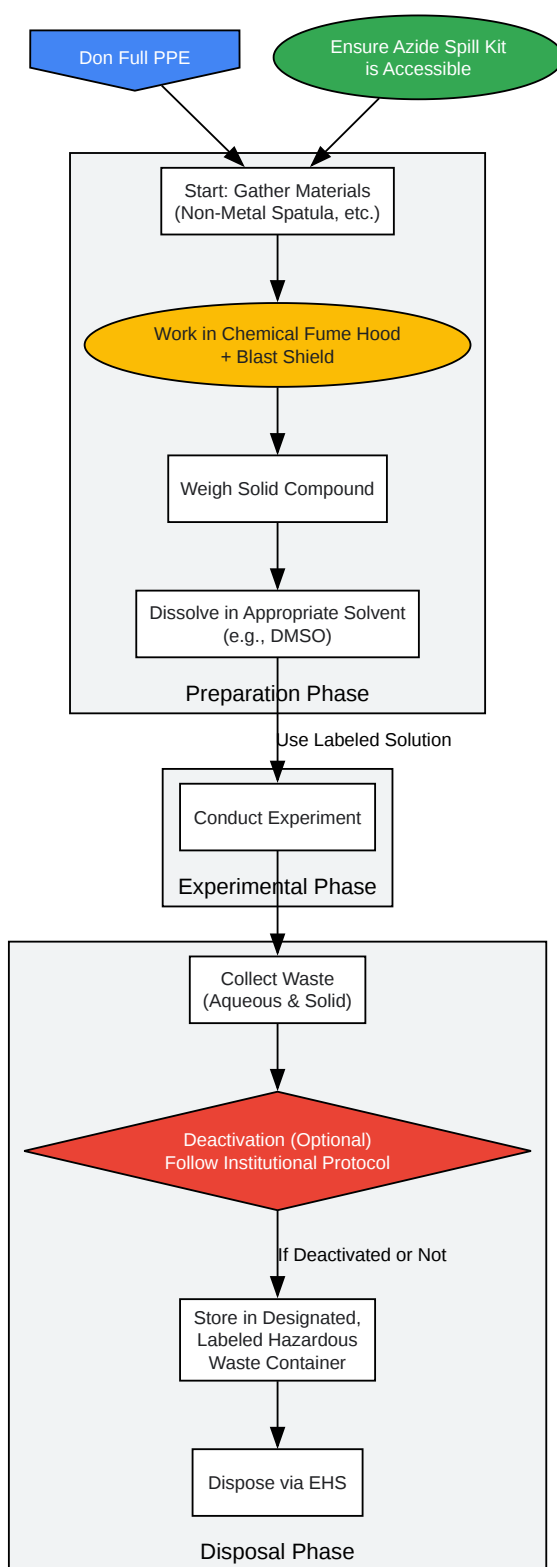 Don Full PPE
Ensure Azide Spill Kit
is Accessible
Start: Gather Materials
(Non-Metal Spatula, etc.)
Work in Chemical Fume Hood
+ Blast Shield
Weigh Solid Compound
Dissolve in Appropriate Solvent
(e.g., DMSO)
Preparation Phase
Use Labeled Solution
Conduct Experiment
Experimental Phase
Collect Waste
(Aqueous & Solid)
Deactivation (Optional)
Follow Institutional Protocol
If Deactivated or Not
Store in Designated,
Labeled Hazardous
Waste Container
Dispose via EHS
Disposal Phase